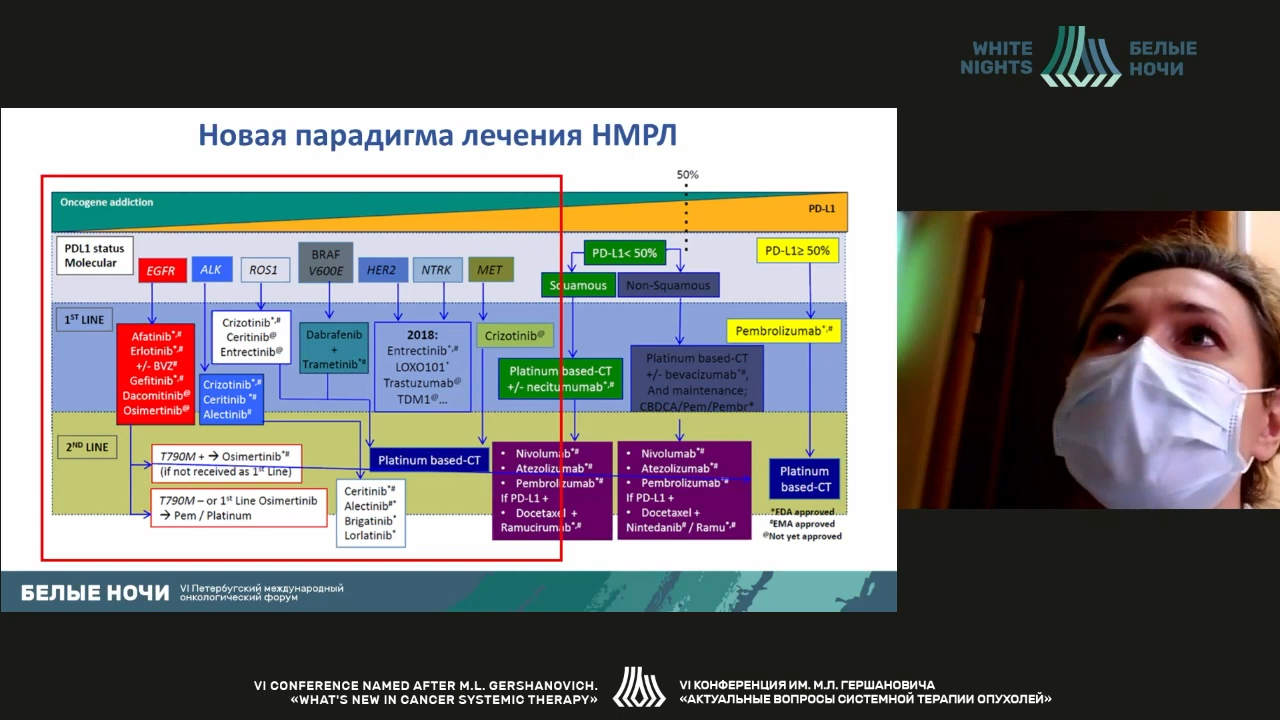 WHITE
NIGHTS
БЕЛЫЕ
НОЧИ
Новая парадигма лечения НМРЛ
50%
Oncogene addiction
PD-L1
PDL1 status
Molecular
EGFR
ALK
ROS1
BRAF
V600E
HER2
NTRK
MET
PD-L1< 50%
PD-L1≥ 50%
Squamous
Non-Squamous
1ST LINE
Afatinib*,#
Erlotinib*,#
+/- BVZ#
Gefitinib*,#
Dacomitinib@
Osimertinib@
Crizotinib*,#
Ceritinib *#
Alectinib#
Crizotinib*,#
Ceritinib@
Entrectinib@
Dabrafenib
+
Trametinib*#
2018:
Entrectinib*,#
LOXO101*
Trastuzumab@
TDM1@...
Crizotinib@
Platinum based-CT
+/- necitumumab*,#
Platinum based-CT
+/- bevacizumab*#,
And maintenance;
CBDCA/Pem/Pembr*
Pembrolizumab*,#
2ND LINE
T790M + → Osimertinib*#
(if not received as 1st Line)
T790M – or 1st Line Osimertinib
→ Pem / Platinum
Ceritinib*#
Alectinib#*
Brigatinib*
Lorlatinib*
Platinum based-CT
• Nivolumab*#
• Atezolizumab*#
• Pembrolizumab*#
If PD-L1 +
• Docetaxel +
Ramucirumab*,#
• Nivolumab*#
• Atezolizumab*#
• Pembrolizumab*#
If PD-L1 +
• Docetaxel +
Nintedanib# / Ramu*,#
Platinum
based-CT
*FDA approved
#EMA approved
@Not yet approved
БЕЛЫЕ НОЧИ
VI Петербугский международный
онкологический форум
VI CONFERENCE NAMED AFTER M.L. GERSHANOVICH.
«WHAT'S NEW IN CANCER SYSTEMIC THERAPY»
VI КОНФЕРЕНЦИЯ ИМ. М.Л. ГЕРШАНОВИЧА
«АКТУАЛЬНЫЕ ВОПРОСЫ СИСТЕМНОЙ ТЕРАПИИ ОПУХОЛЕЙ»